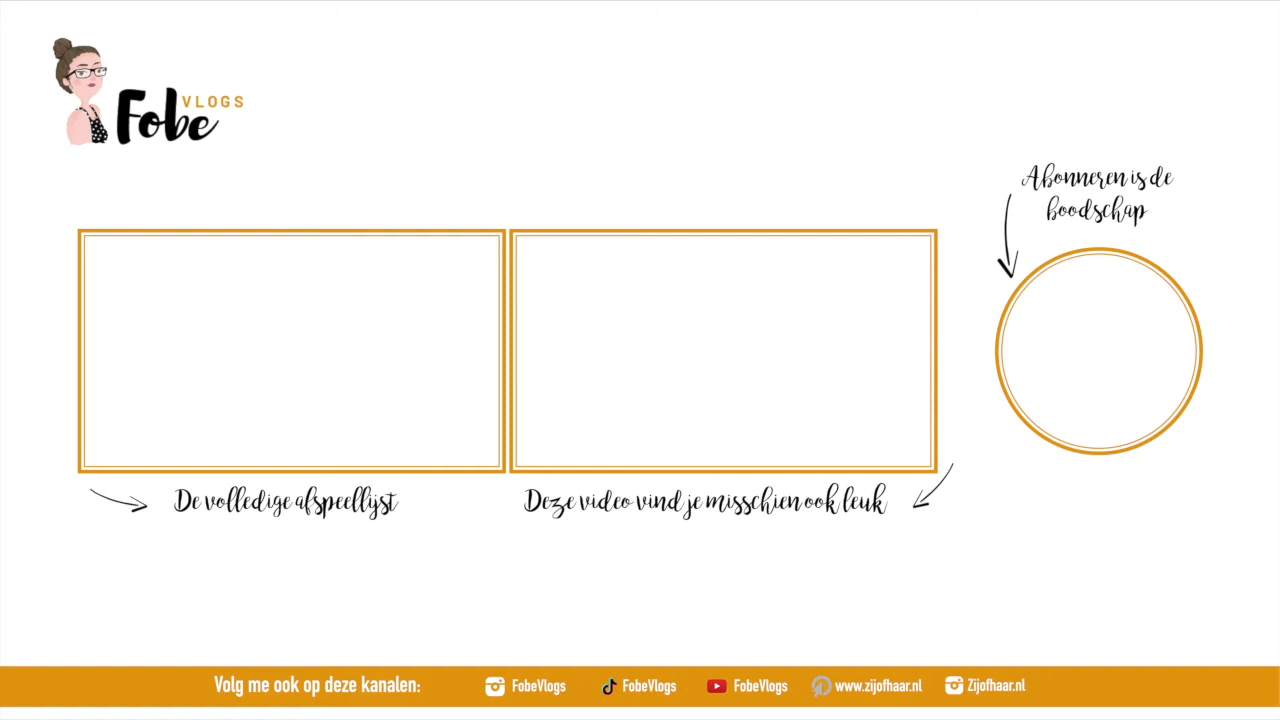 VLOGS
Fobe
Abonneren is de
boodschap
De volledige afspeellijst
Deze video vind je misschien ook leuk
Volg me ook op deze kanalen: FobeVlogs FobeVlogs FobeVlogs www.zijofhaar.nl Zijofhaar.nl